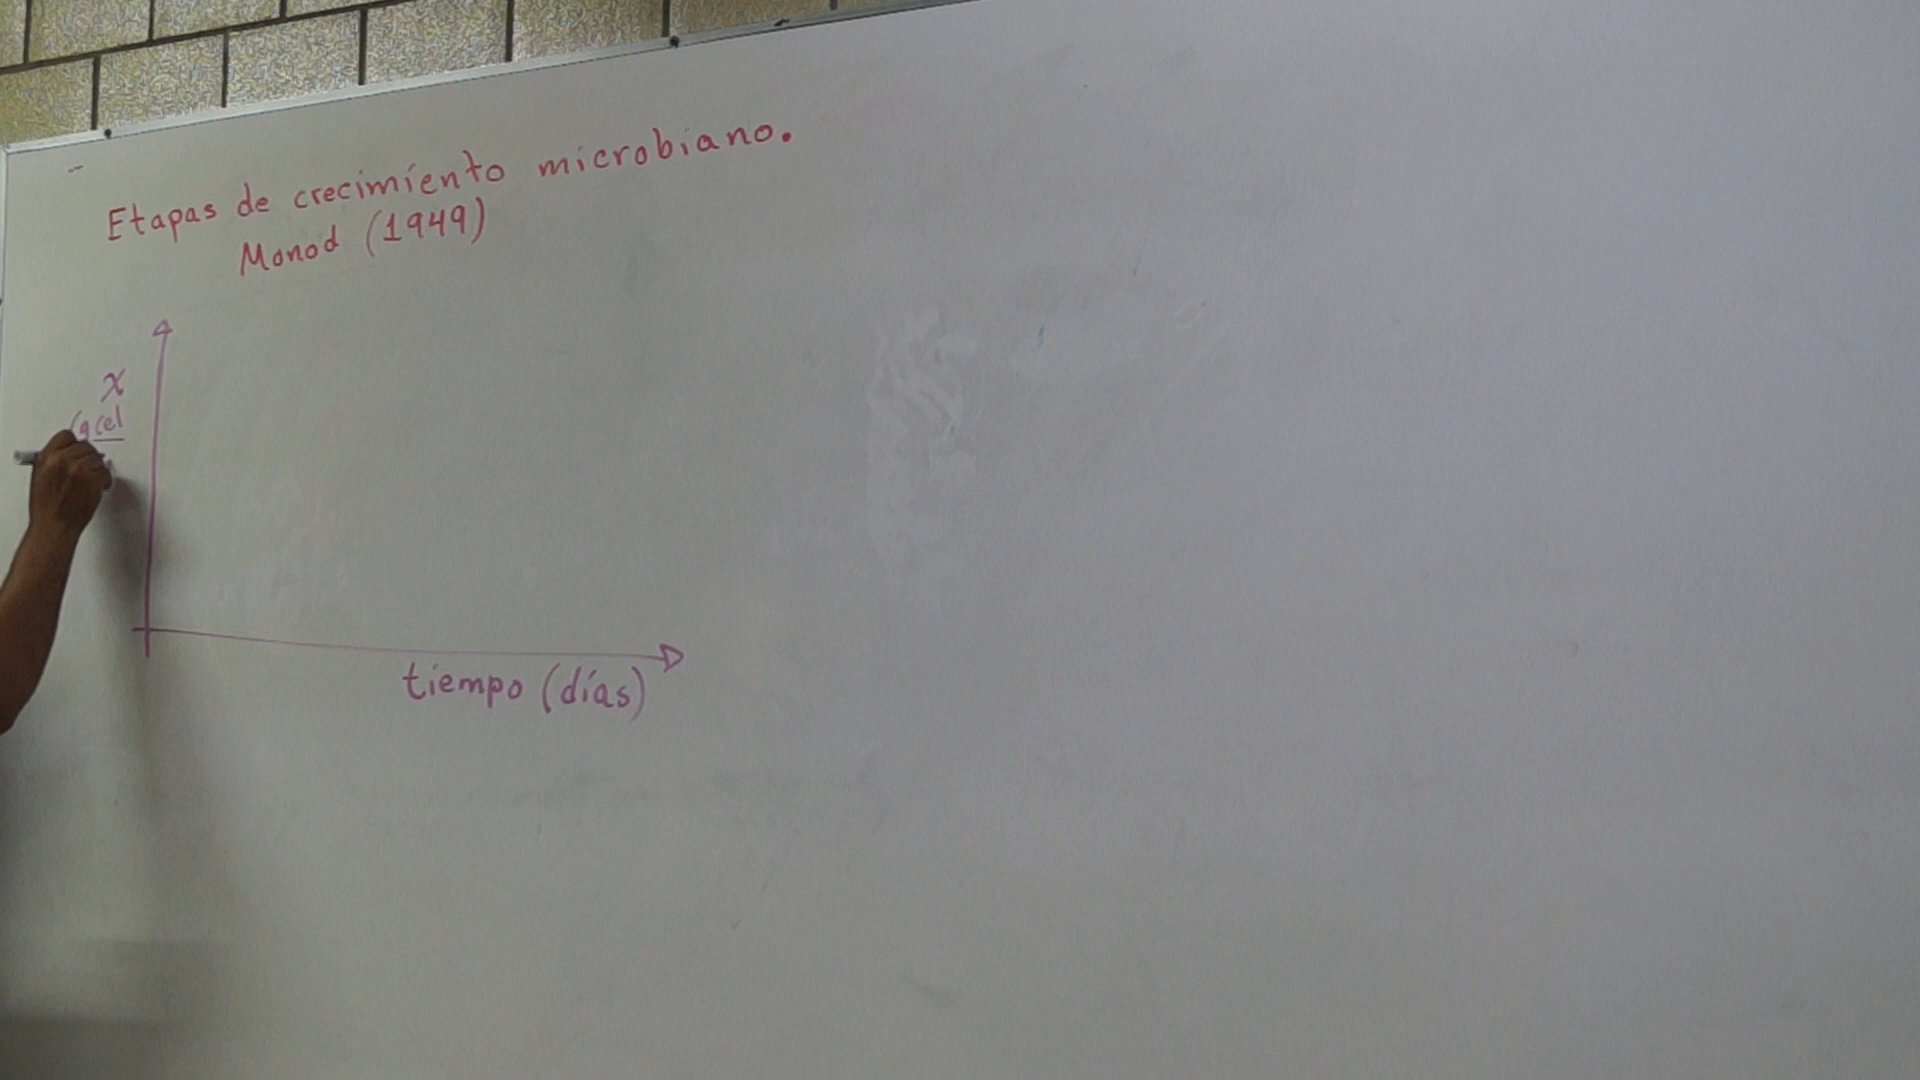 Etapas de crecimiento microbiano.
Monod (1949)
x
(g cel
tiempo (días)